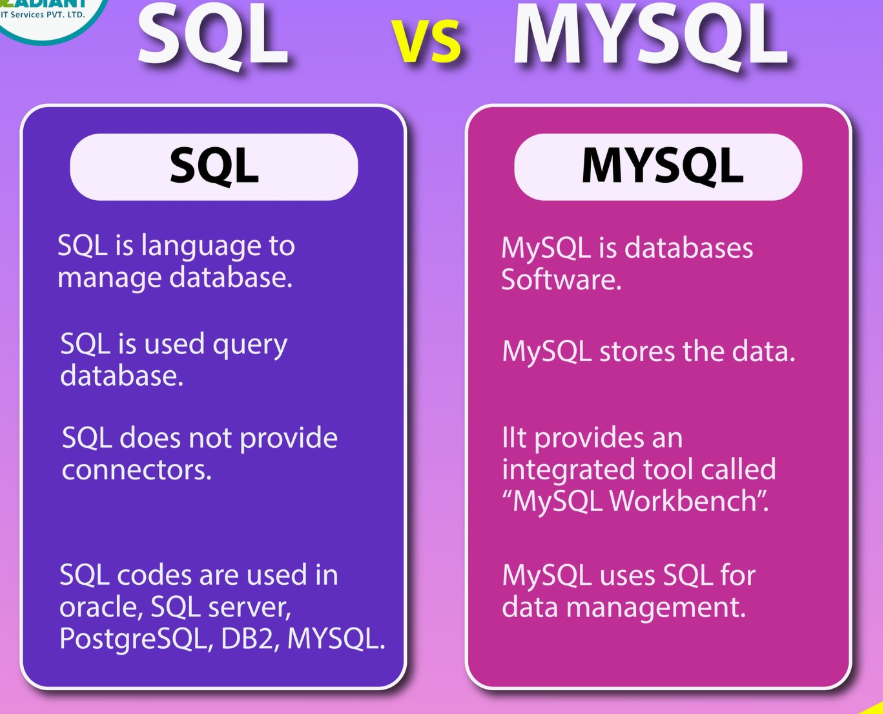 IT Services PVT. LTD.
SQL VS MYSQL
SQL
SQL is language to
manage database.
SQL is used query
database.
SQL does not provide
connectors.
SQL codes are used in
oracle, SQL server,
PostgreSQL, DB2, MYSQL.
MYSQL
MySQL is databases
Software.
MySQL stores the data.
IIt provides an
integrated tool called
“MySQL Workbench”.
MySQL uses SQL for
data management.